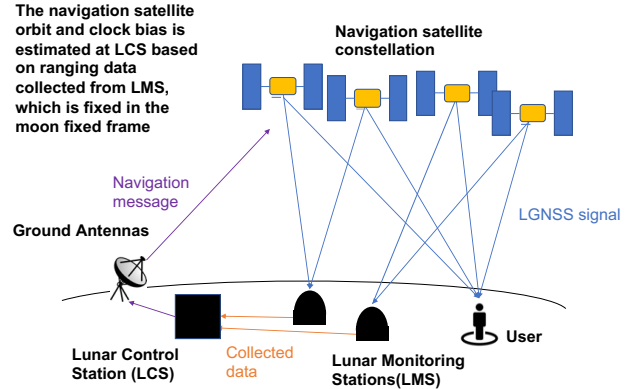 The navigation satellite
orbit and clock bias is
estimated at LCS based
on ranging data
collected from LMS,
which is fixed in the
moon fixed frame
Navigation satellite
constellation
Navigation
message
LGNSS signal
Ground Antennas
User
Lunar Control
Station (LCS)
Collected
data
Lunar Monitoring
Stations(LMS)